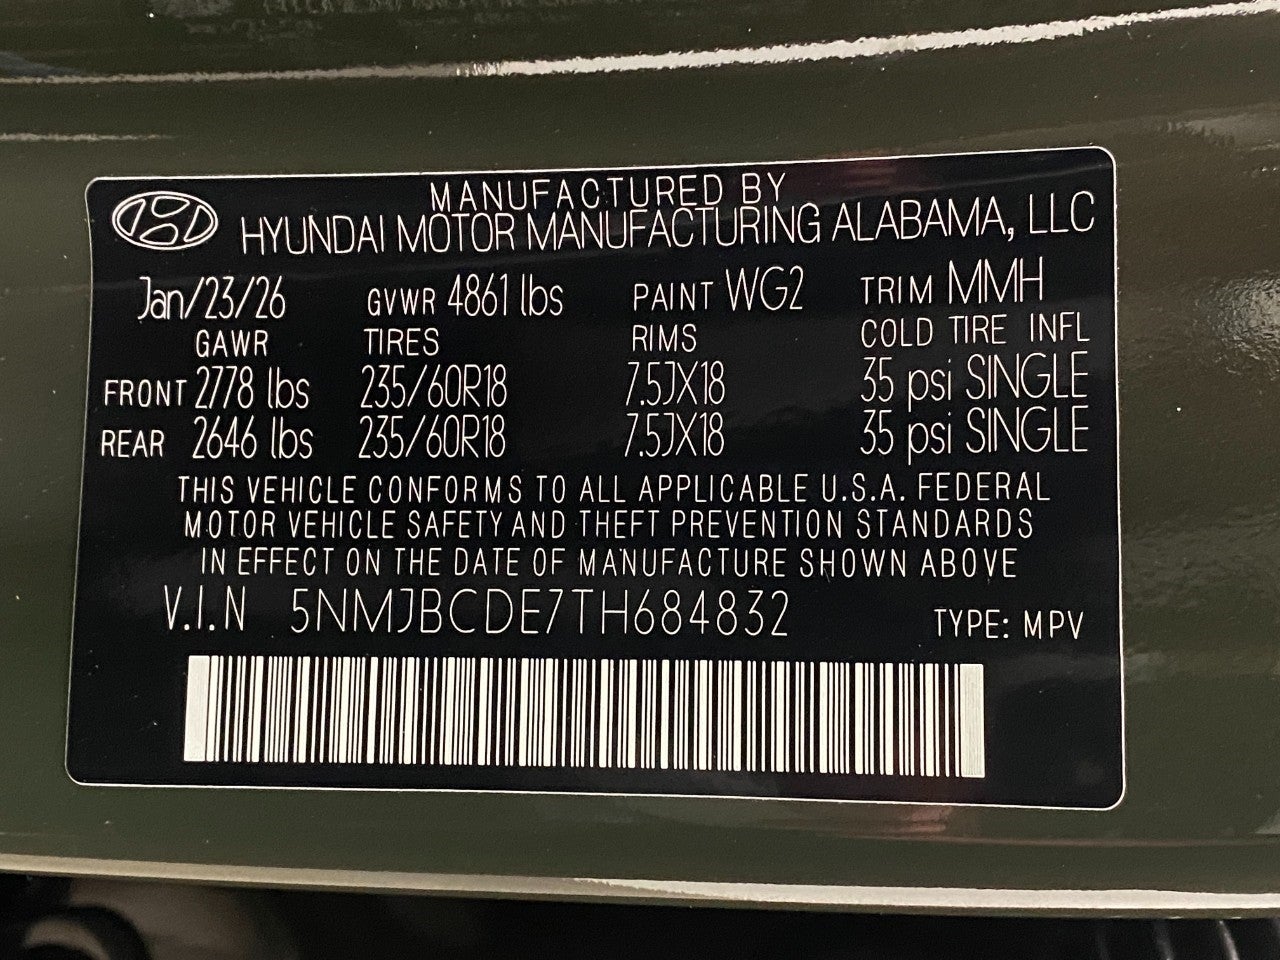 MANUFACTURED BY
HYUNDAI MOTOR MANUFACTURING ALABAMA, LLC
Jan/23/26 GVWR 4861 lbs PAINT WG2 TRIM MMH
GAWR TIRES RIMS COLD TIRE INFL
FRONT 2778 lbs 235/60R18 7.5JX18 35 psi SINGLE
REAR 2646 lbs 235/60R18 7.5JX18 35 psi SINGLE
THIS VEHICLE CONFORMS TO ALL APPLICABLE U.S.A. FEDERAL
MOTOR VEHICLE SAFETY AND THEFT PREVENTION STANDARDS
IN EFFECT ON THE DATE OF MANUFACTURE SHOWN ABOVE
V.I.N 5NMJBCDE7TH684832 TYPE: MPV